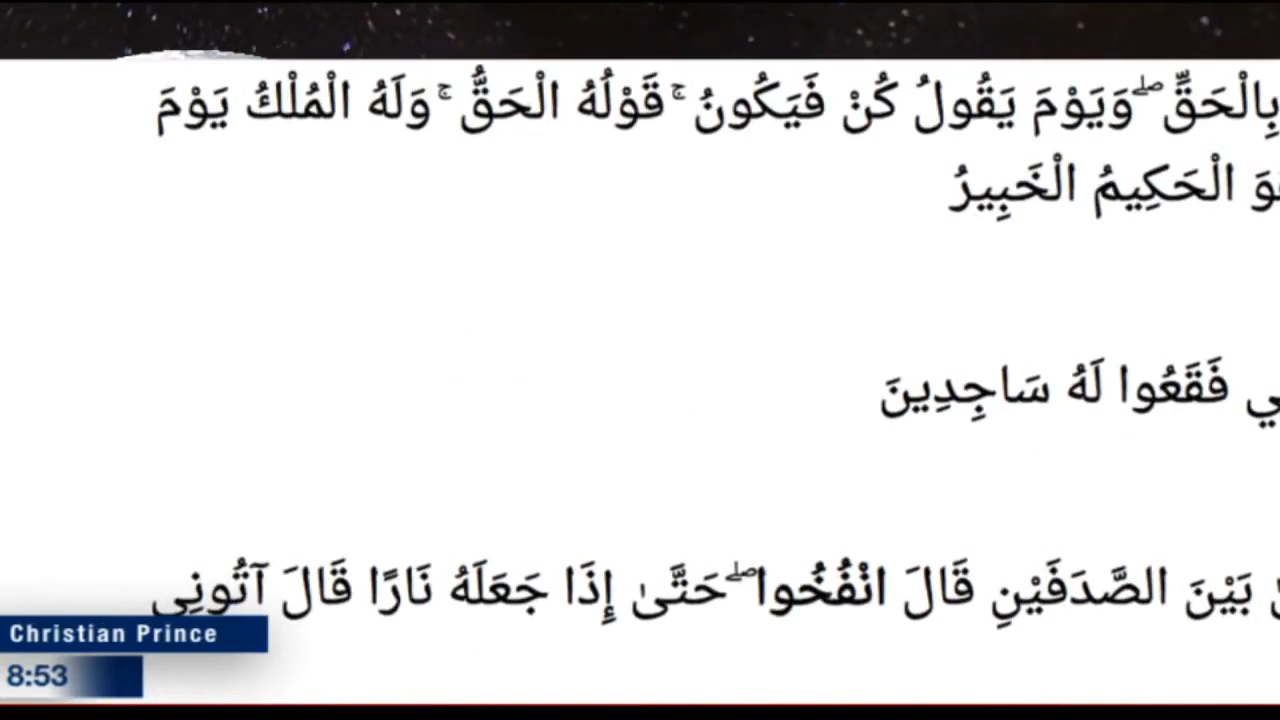 بِالْحَقِّ ۖ وَيَوْمَ يَقُولُ كُنْ فَيَكُونُ ۚ قَوْلُهُ الْحَقُّ ۚ وَلَهُ الْمُلْكُ يَوْمَ
الْحَكِيمُ الْخَبِيرُ
فَقَعُوا لَهُ سَاجِدِينَ
بَيْنَ الصَّدَفَيْنِ قَالَ انْفُخُوا ۖ حَتَّىٰ إِذَا جَعَلَهُ نَارًا قَالَ آتُونِي
Christian Prince
8:53